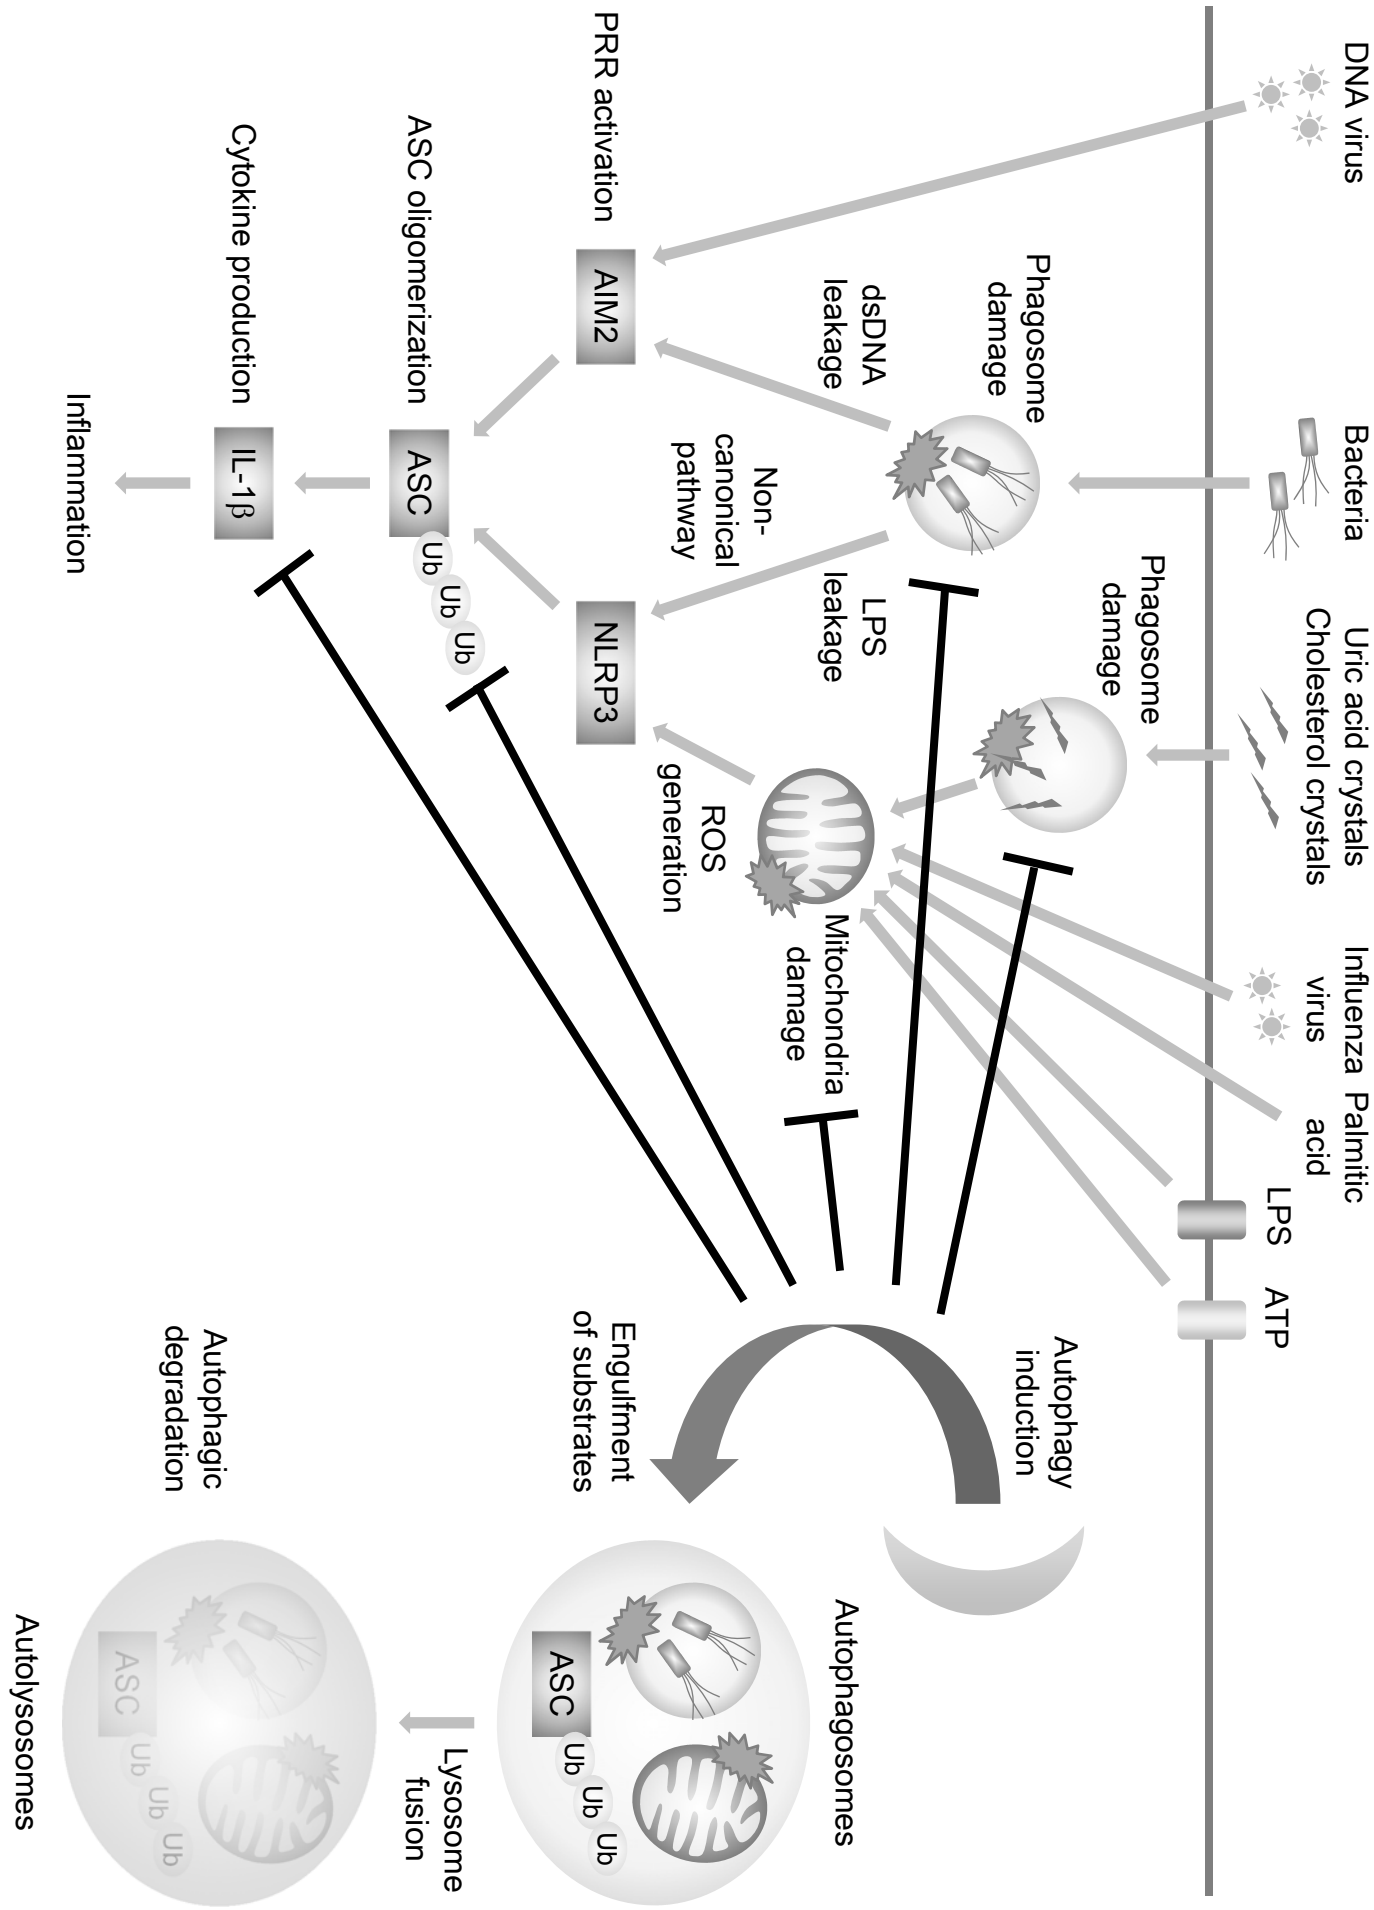 DNA virus
Bacteria
Uric acid crystals
Cholesterol crystals
Influenza
virus
Palmitic
acid
LPS
ATP
Phagosome
damage
Phagosome
damage
Autophagy
induction
dsDNA
leakage
LPS
leakage
Non-
canonical
pathway
Mitochondria
damage
ROS
generation
Autophagosomes
PRR activation
AIM2
NLRP3
Engulfment
of substrates
ASC
Ub
Ub
Ub
ASC oligomerization
ASC
Ub
Ub
Ub
Lysosome
fusion
Cytokine production
IL-1β
Autophagic
degradation
ASC
Ub
Ub
Ub
Inflammation
Autolysosomes